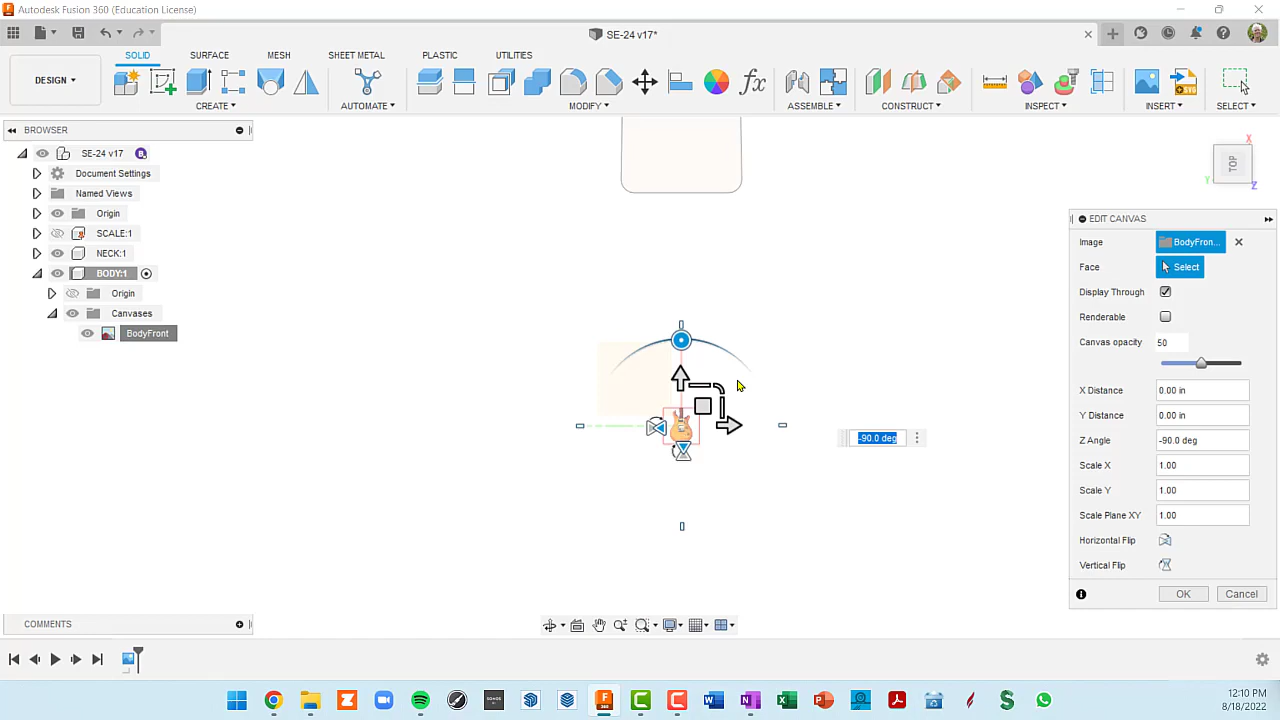 Autodesk Fusion 360 (Education License)
SE-24 v17*
DESIGN
SOLID SURFACE MESH SHEET METAL PLASTIC UTILITIES
fx
SVG
CREATE AUTOMATE MODIFY ASSEMBLE CONSTRUCT INSPECT INSERT SELECT
BROWSER
SE-24 v17
Document Settings
Named Views
Origin
SCALE:1
NECK:1
BODY:1
Origin
Canvases
BodyFront
X
TOP
Y
Z
EDIT CANVAS
Image BodyFron...
Face Select
Display Through
Renderable
Canvas opacity 50
X Distance 0.00 in
Y Distance 0.00 in
Z Angle -90.0 deg
Scale X 1.00
Scale Y 1.00
Scale Plane XY 1.00
Horizontal Flip
Vertical Flip
OK Cancel
-90.0 deg
COMMENTS
12:10 PM
8/18/2022